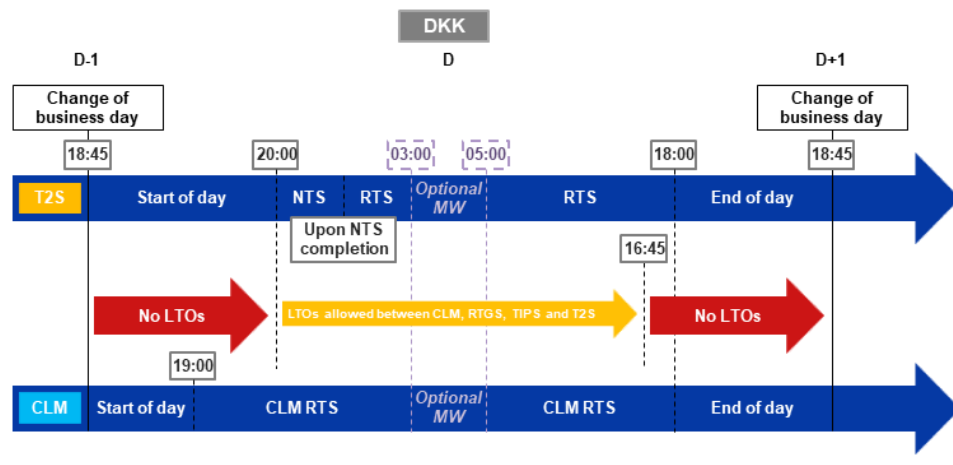 DKK
D-1
D
D+1
Change of
business day
Change of
business day
18:45
20:00
03:00
05:00
18:00
18:45
T2S
Start of day
NTS
RTS
Optional
MW
RTS
End of day
Upon NTS
completion
16:45
No LTOs
LTOs allowed between CLM, RTGS, TIPS and T2S
No LTOs
19:00
CLM
Start of day
CLM RTS
Optional
MW
CLM RTS
End of day